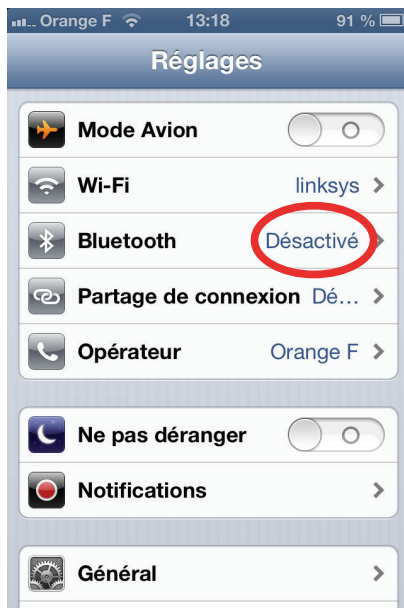 Orange F 13:18 91 %
Réglages
Mode Avion
Wi-Fi linksys
Bluetooth Désactivé
Partage de connexion Dé...
Opérateur Orange F
Ne pas déranger
Notifications
Général